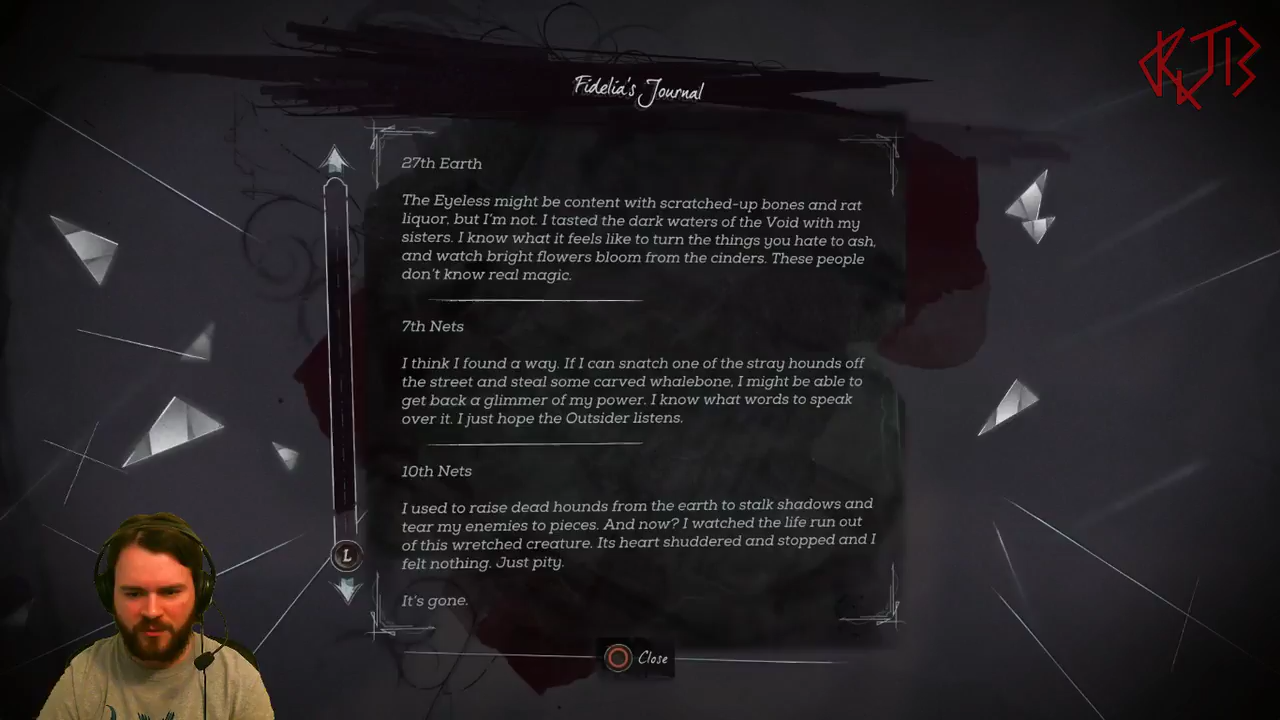 Fidelia's Journal
27th Earth
The Eyeless might be content with scratched-up bones and rat
liquor, but I'm not. I tasted the dark waters of the Void with my
sisters. I know what it feels like to turn the things you hate to ash,
and watch bright flowers bloom from the cinders. These people
don't know real magic.
7th Nets
I think I found a way. If I can snatch one of the stray hounds off
the street and steal some carved whalebone, I might be able to
get back a glimmer of my power. I know what words to speak
over it. I just hope the Outsider listens.
10th Nets
I used to raise dead hounds from the earth to stalk shadows and
tear my enemies to pieces. And now? I watched the life run out
of this wretched creature. Its heart shuddered and stopped and I
felt nothing. Just pity.
It's gone.
L
Close